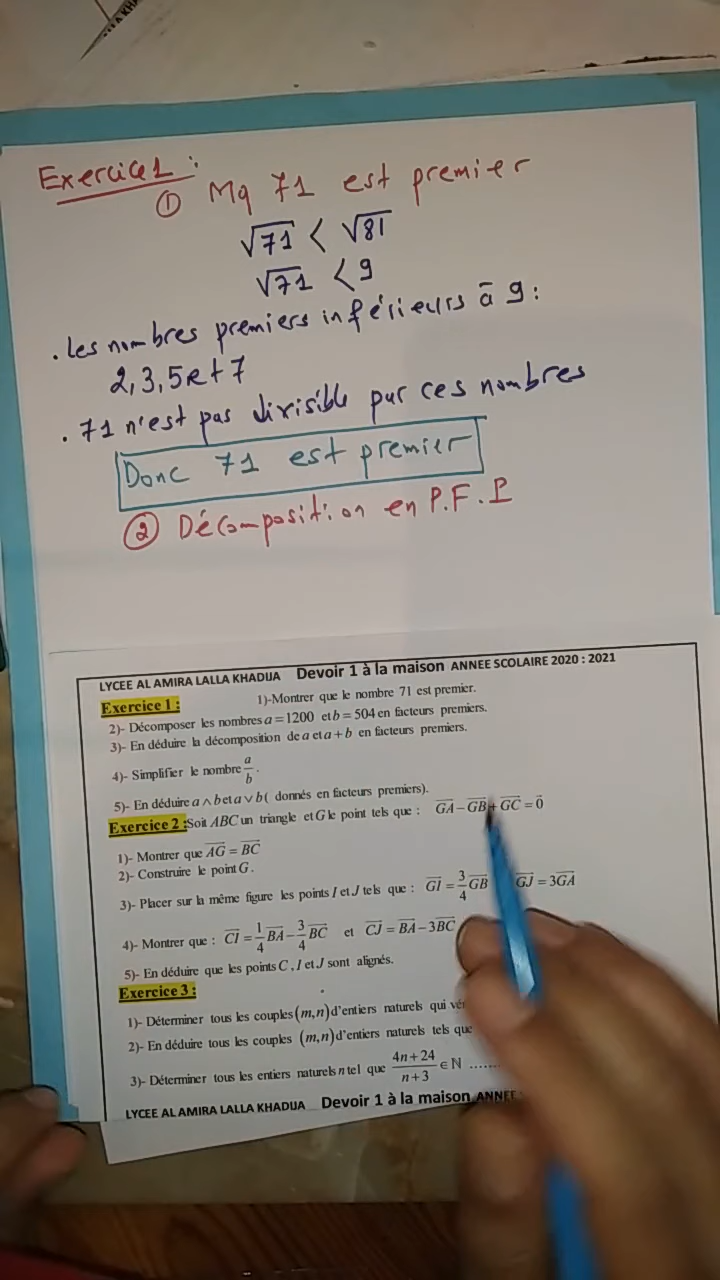 Exercice 1 :
① Mq 71 est premier
√71 < √81
√71 < 9
. Les nombres premiers inférieurs à 9 :
2, 3, 5 et 7
. 71 n'est pas divisible par ces nombres
Donc 71 est premier
② Décomposition en P.F.P
LYCEE AL AMIRA LALLA KHADIJA Devoir 1 à la maison ANNEE SCOLAIRE 2020 : 2021
Exercice 1 : 1)-Montrer que le nombre 71 est premier.
2)- Décomposer les nombres a = 1200 et b = 504 en facteurs premiers.
3)- En déduire la décomposition de a et a + b en facteurs premiers.
4)- Simplifier le nombre a/b .
5)- En déduire a ∧ b et a ∨ b ( donnés en facteurs premiers).
Exercice 2 : Soit ABC un triangle et G le point tels que : GA⃗ − GB⃗ + GC⃗ = 0⃗
1)- Montrer que AG⃗ = BC⃗
2)- Construire le point G .
3)- Placer sur la même figure les points I et J tels que : GI⃗ = 3/4 GB⃗ GJ⃗ = 3GA⃗
4)- Montrer que : CI⃗ = 1/4 BA⃗ − 3/4 BC⃗ et CJ⃗ = BA⃗ − 3BC⃗
5)- En déduire que les points C , I et J sont alignés.
Exercice 3 :
1)- Déterminer tous les couples (m,n) d'entiers naturels qui
2)- En déduire tous les couples (m,n) d'entiers naturels tels que
3)- Déterminer tous les entiers naturels n tel que (4n + 24)/(n + 3) ∈ ℕ ......
LYCEE AL AMIRA LALLA KHADUA Devoir 1 à la maison ANNEE